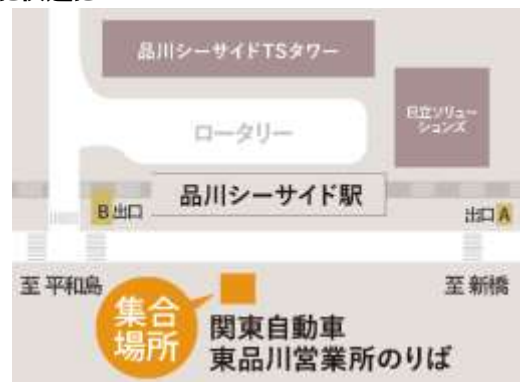 品川シーサイドTSタワー
日立ソリュー
ションズ
ロータリー
品川シーサイド駅
B 出口
出口 A
至 平和島
至 新橋
集合
場所
関東自動車
東品川営業所のりば